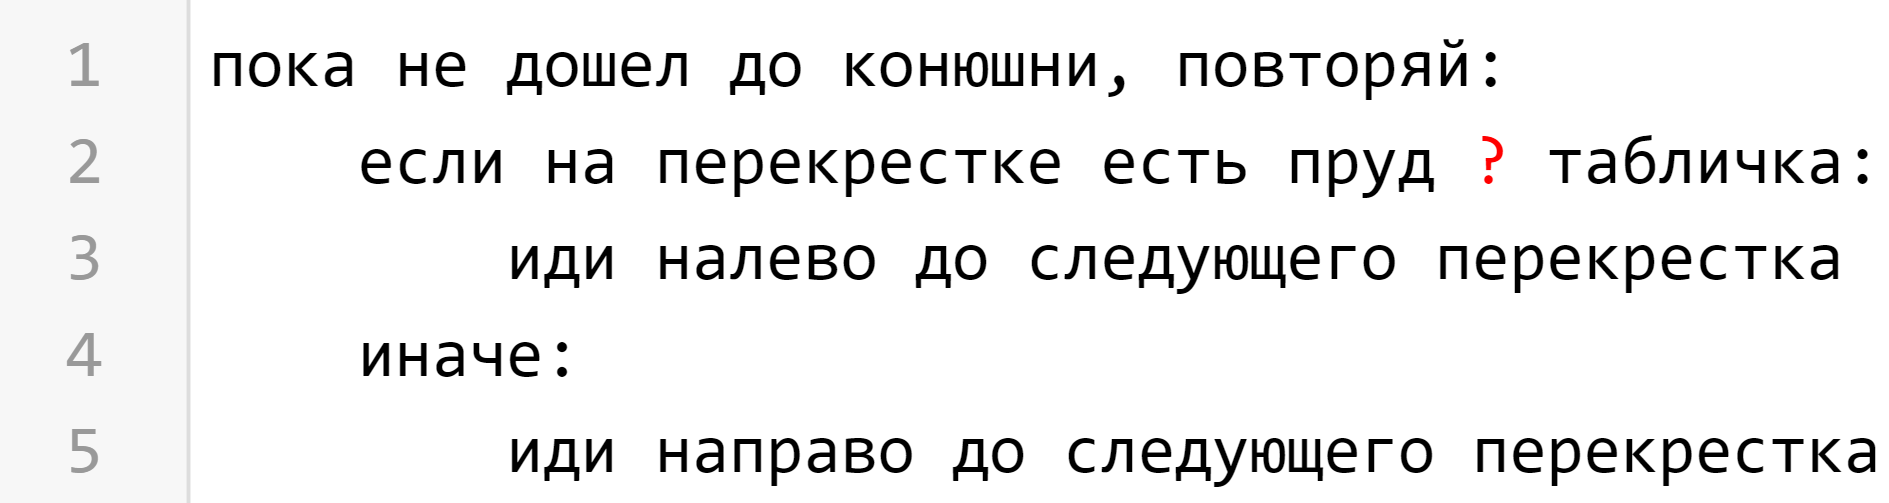 1 пока не дошел до конюшни, повторяй:
2 если на перекрестке есть пруд ? табличка:
3 иди налево до следующего перекрестка
4 иначе:
5 иди направо до следующего перекрестка